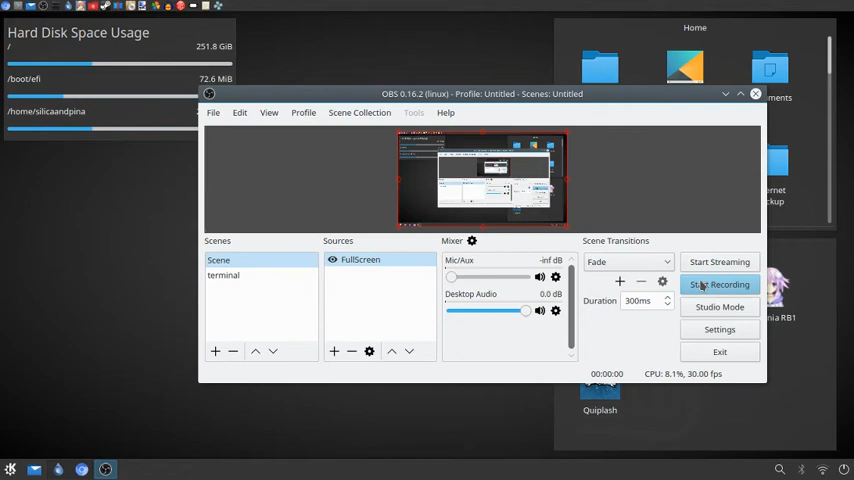 Hard Disk Space Usage
/
251.8 GiB
/boot/efi
72.6 MiB
/home/silicaandpina
Home
OBS 0.16.2 (linux) - Profile: Untitled - Scenes: Untitled
File Edit View Profile Scene Collection Tools Help
Scenes
Sources
Mixer
Scene Transitions
Scene
terminal
FullScreen
Mic/Aux
-inf dB
Desktop Audio
0.0 dB
Fade
Duration
300ms
Start Streaming
Start Recording
Studio Mode
Settings
Exit
00:00:00
CPU: 8.1%, 30.00 fps
Quiplash